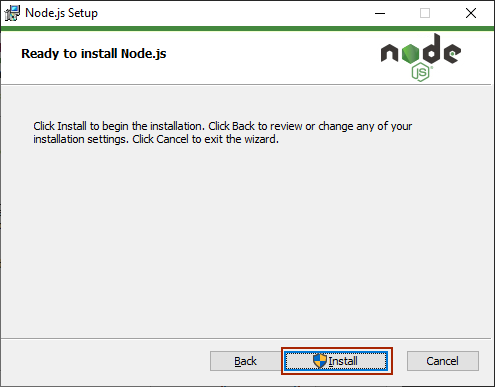 Node.js Setup
Ready to install Node.js
node
JS
Click Install to begin the installation. Click Back to review or change any of your
installation settings. Click Cancel to exit the wizard.
Back
Install
Cancel